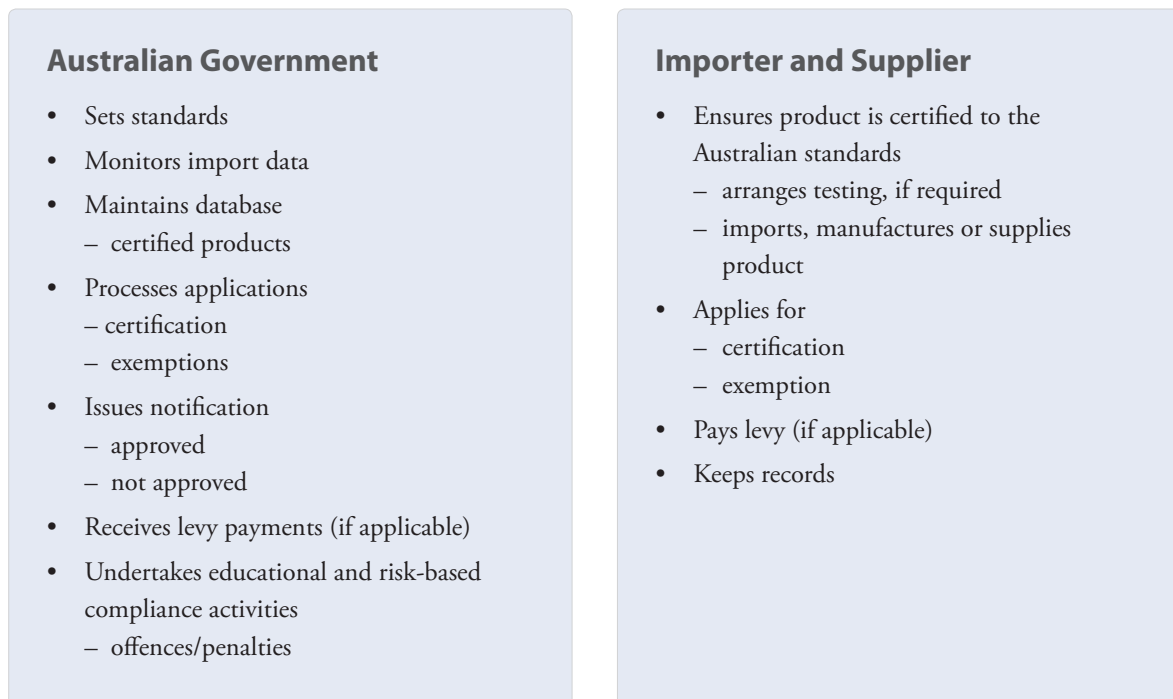 Australian Government
• Sets standards
• Monitors import data
• Maintains database
– certified products
• Processes applications
– certification
– exemptions
• Issues notification
– approved
– not approved
• Receives levy payments (if applicable)
• Undertakes educational and risk-based
compliance activities
– offences/penalties
Importer and Supplier
• Ensures product is certified to the
Australian standards
– arranges testing, if required
– imports, manufactures or supplies
product
• Applies for
– certification
– exemption
• Pays levy (if applicable)
• Keeps records